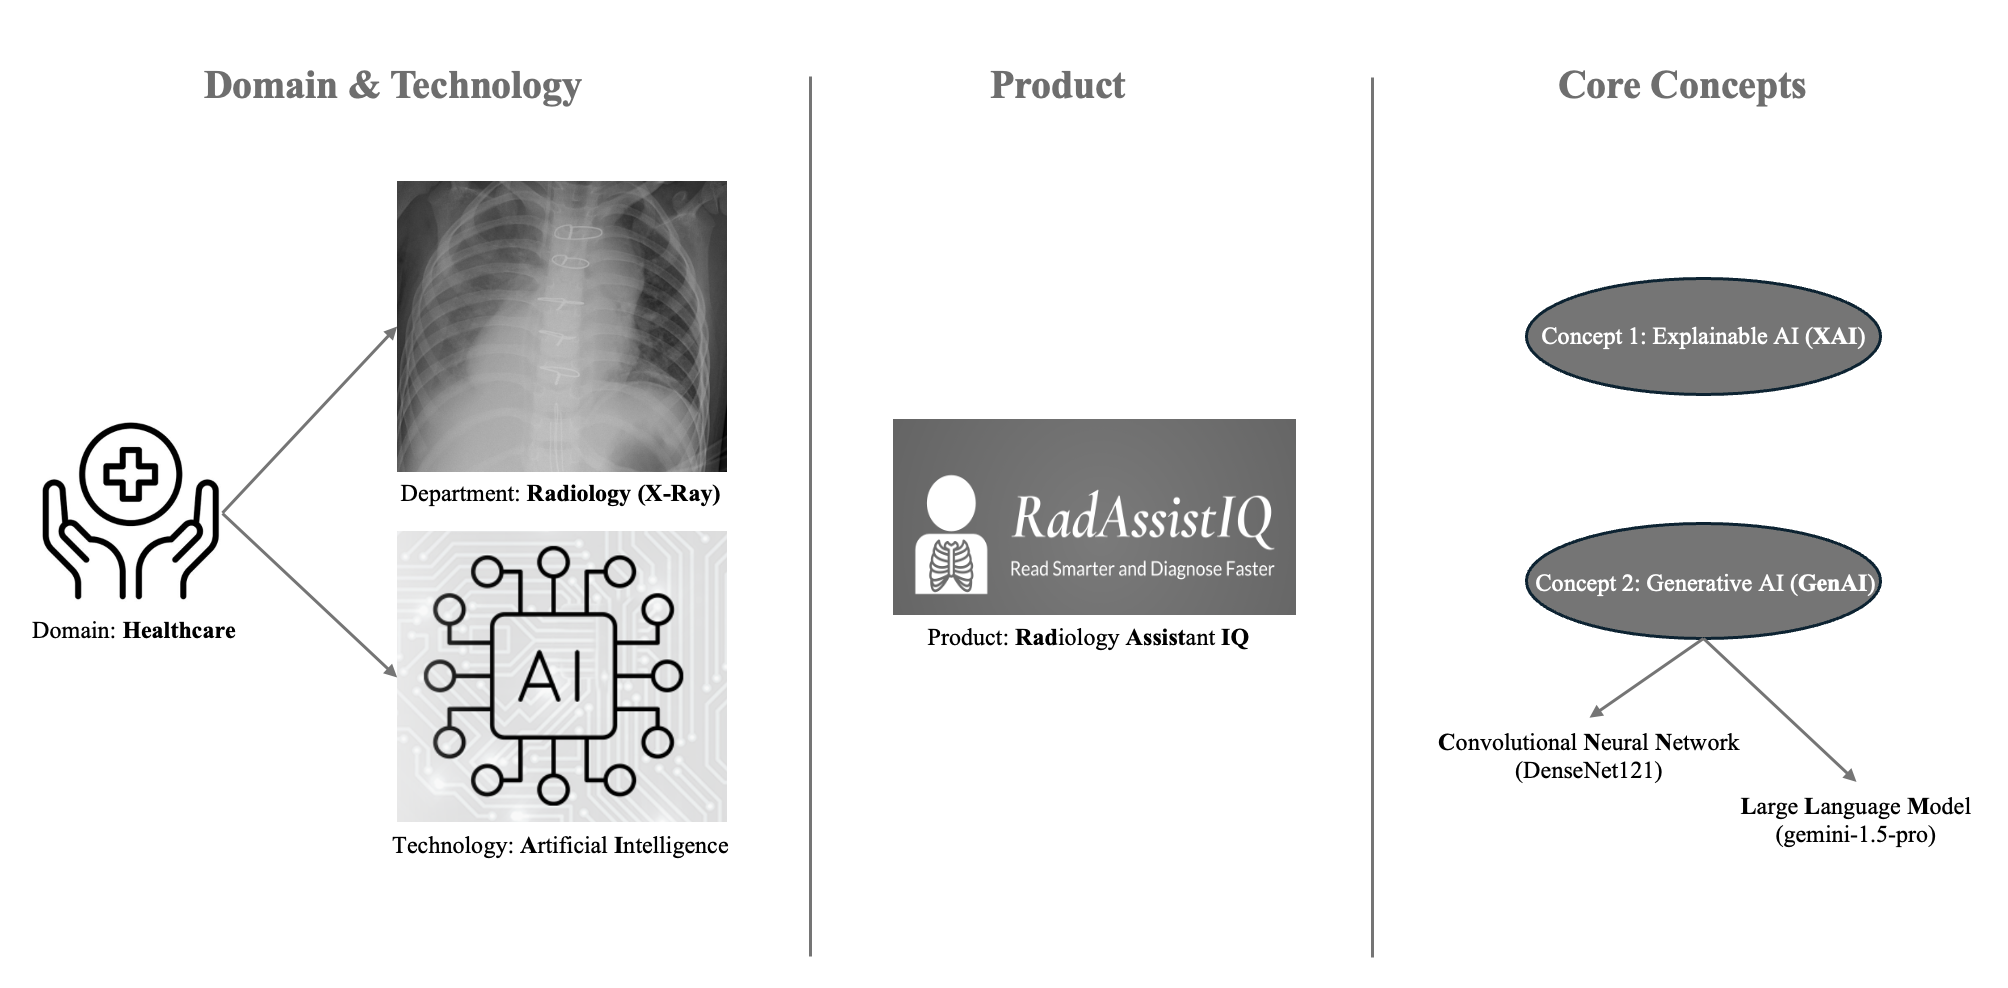 Domain & Technology
Department: Radiology (X-Ray)
Domain: Healthcare
AI
Technology: Artificial Intelligence
Product
RadAssistIQ
Read Smarter and Diagnose Faster
Product: Radiology Assistant IQ
Core Concepts
Concept 1: Explainable AI (XAI)
Concept 2: Generative AI (GenAI)
Convolutional Neural Network
(DenseNet121)
Large Language Model
(gemini-1.5-pro)